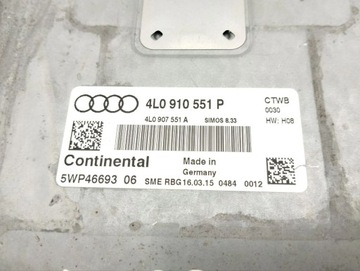 4L0 910 551 P
CTWB
0030
4L0 907 551 A SIMOS 8.33
HW: H08
Continental
Made in
Germany
5WP46693 06 SME RBG 16.03.15 0484 0012